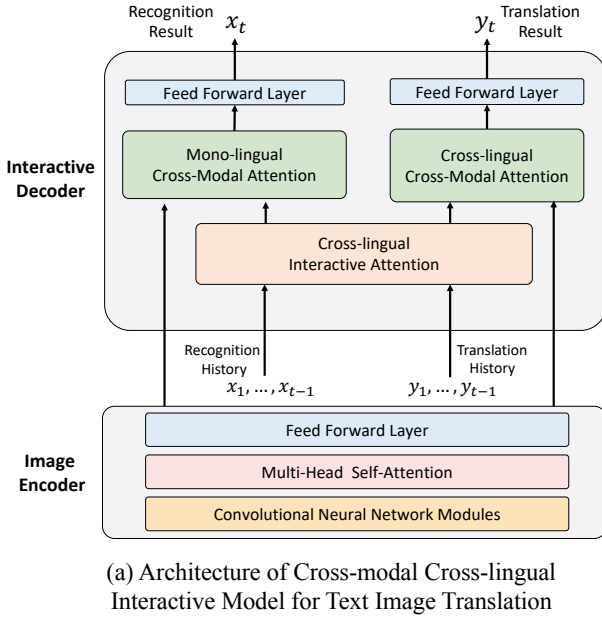 Recognition
Result
x_t
y_t
Translation
Result
Feed Forward Layer
Feed Forward Layer
Interactive
Decoder
Mono-lingual
Cross-Modal Attention
Cross-lingual
Cross-Modal Attention
Cross-lingual
Interactive Attention
Recognition
History
x_1, …, x_{t−1}
Translation
History
y_1, …, y_{t−1}
Image
Encoder
Feed Forward Layer
Multi-Head Self-Attention
Convolutional Neural Network Modules
(a) Architecture of Cross-modal Cross-lingual
Interactive Model for Text Image Translation